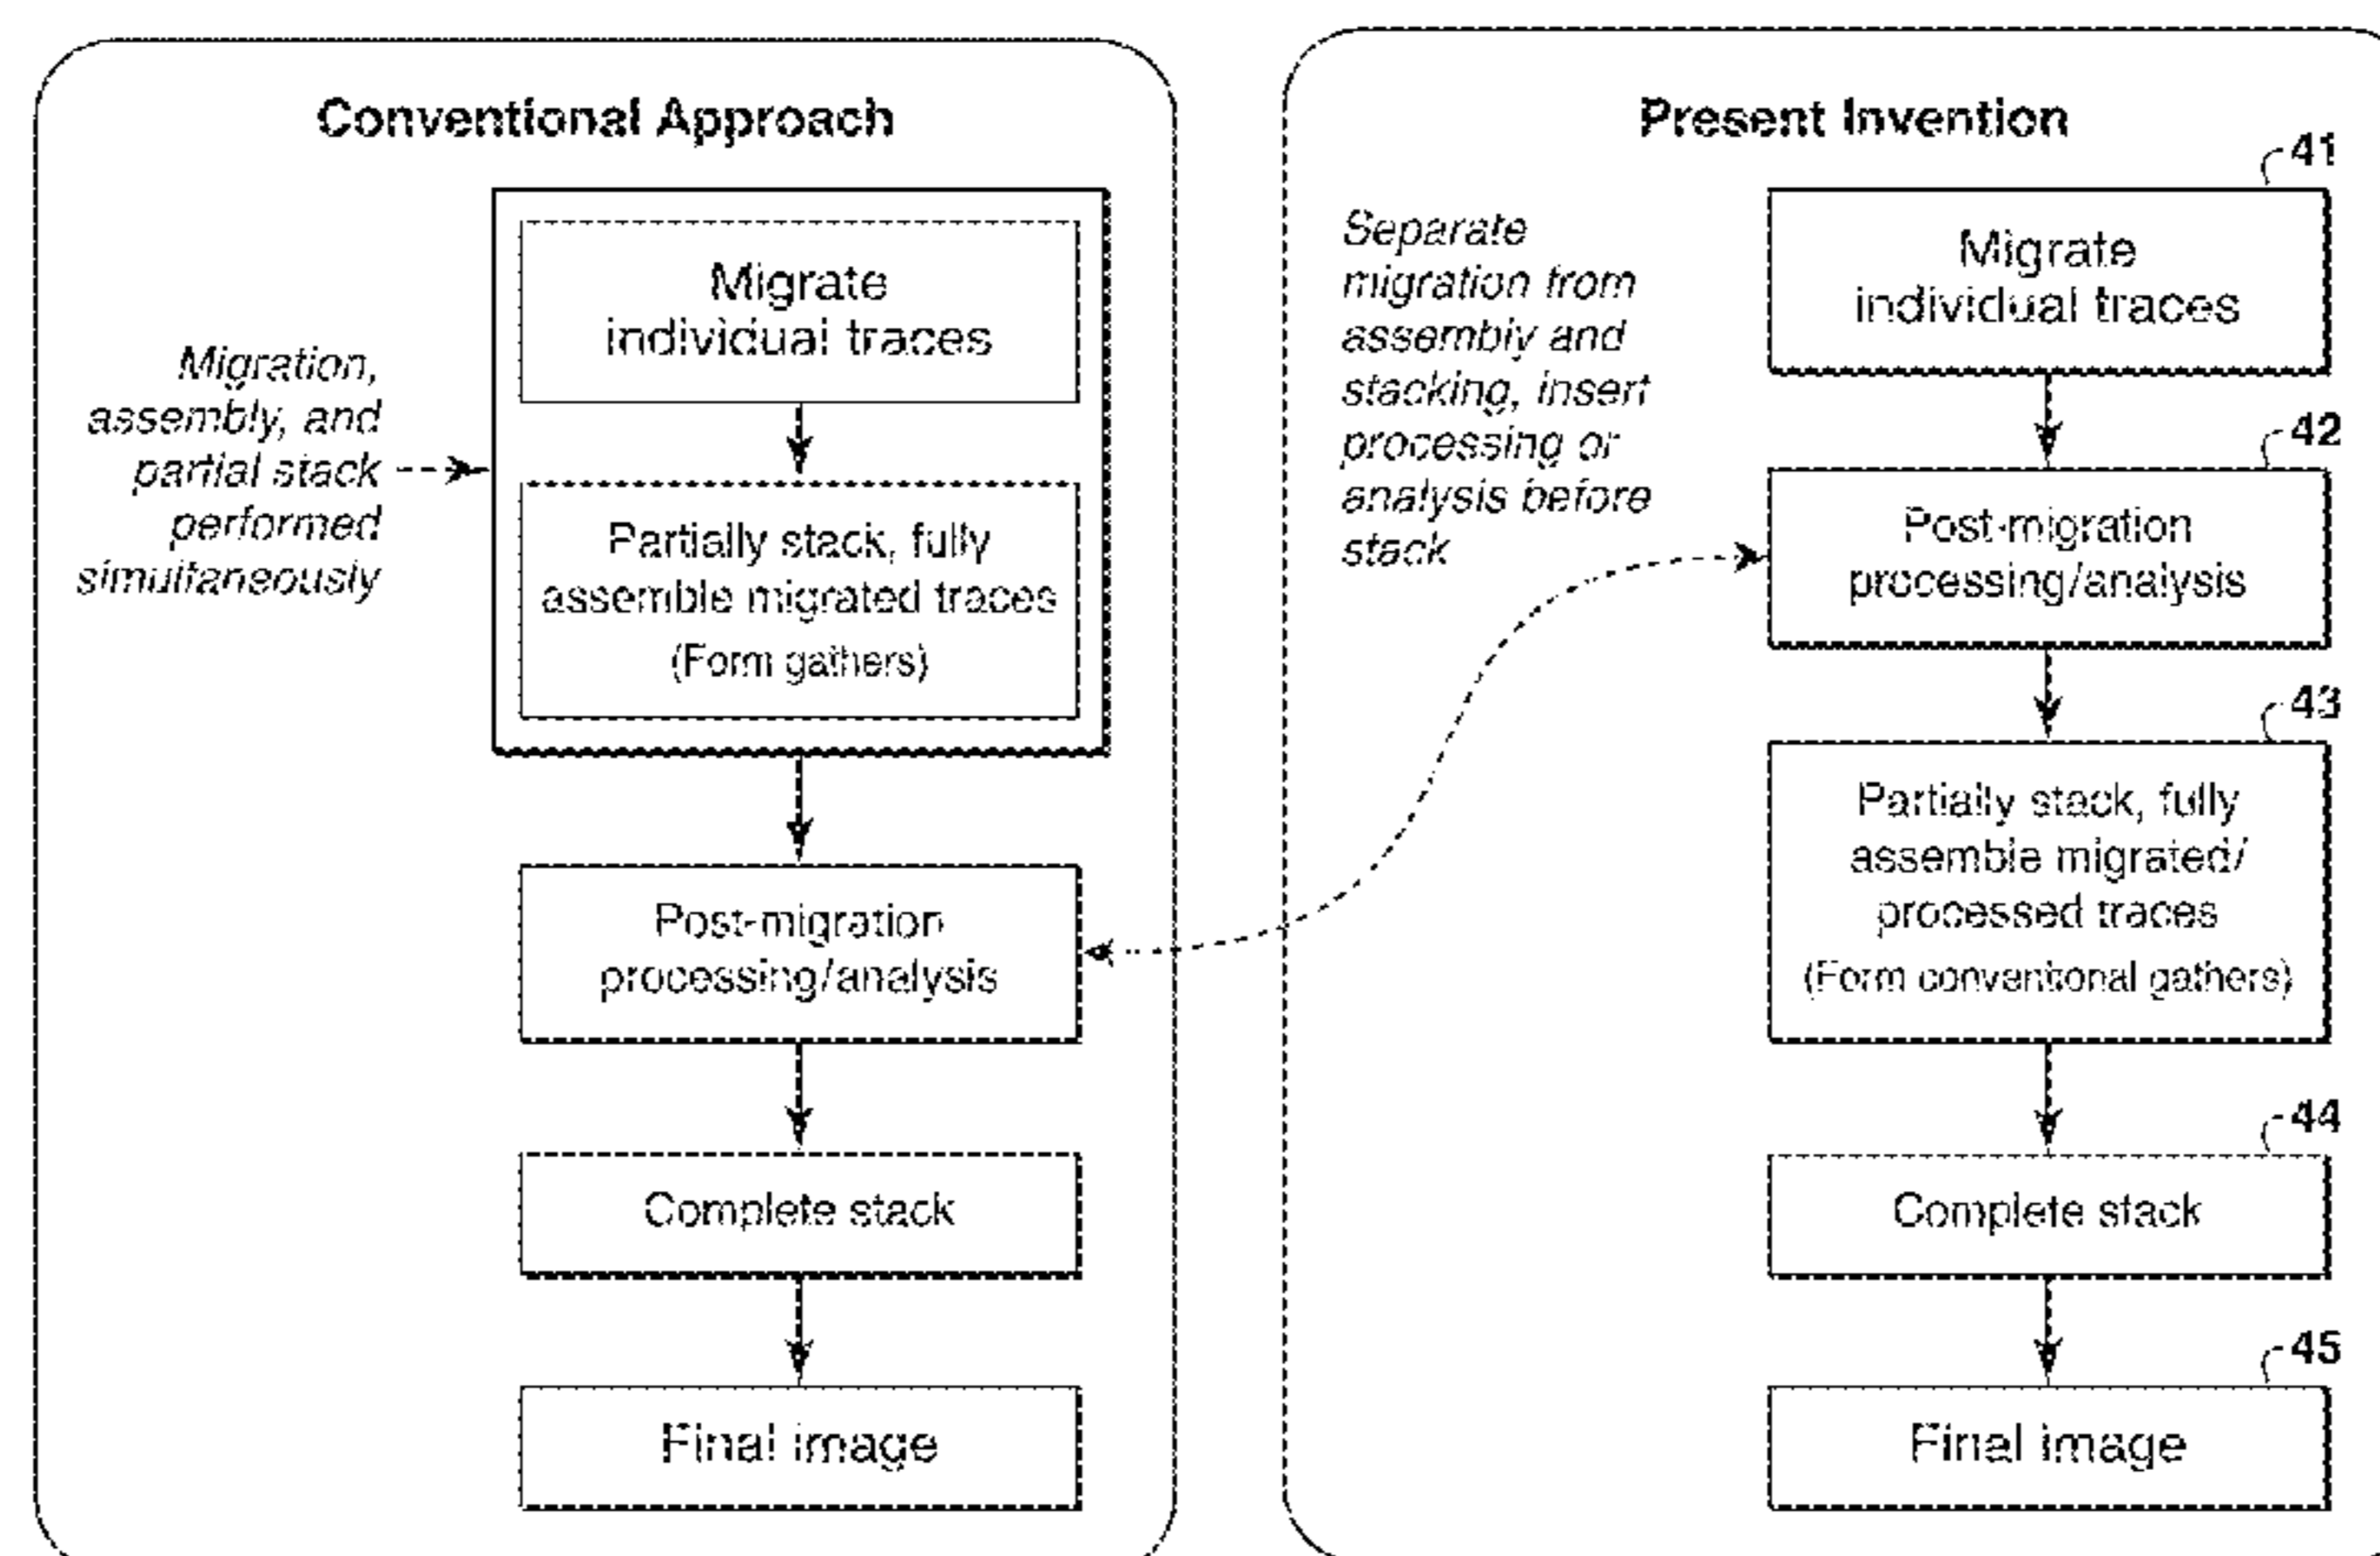 Conventional Approach
Migration,
assembly, and
partial stack
performed
simultaneously
Migrate
individual traces
Partially stack, fully
assemble migrated traces
(Form gathers)
Post-migration
processing/analysis
Complete stack
Final image
Present Invention
Separate
migration from
assembly and
stacking, insert
processing or
analysis before
stack
41
Migrate
individual traces
42
Post-migration
processing/analysis
43
Partially stack, fully
assemble migrated/
processed traces
(Form conventional gathers)
44
Complete stack
45
Final image